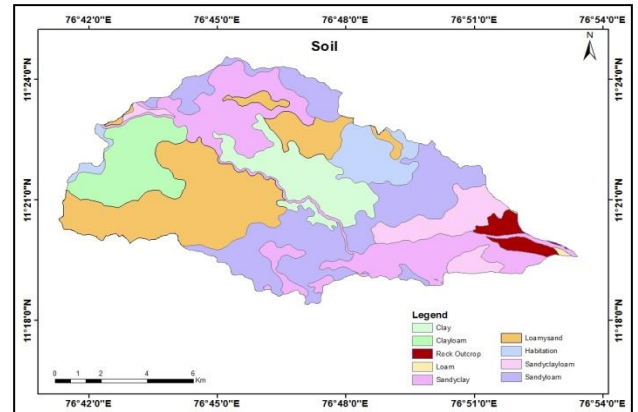 76°42'0"E 76°45'0"E 76°48'0"E 76°51'0"E 76°54'0"E
Soil
N
11°24'0"N 11°24'0"N
11°21'0"N 11°21'0"N
11°18'0"N 11°18'0"N
Legend
Clay
Clayloam
Rock Outcrop
Loam
Sandyclay
Loamysand
Habitation
Sandyclayloam
Sandyloam
0 1 2 4 6
Km
76°42'0"E 76°45'0"E 76°48'0"E 76°51'0"E 76°54'0"E